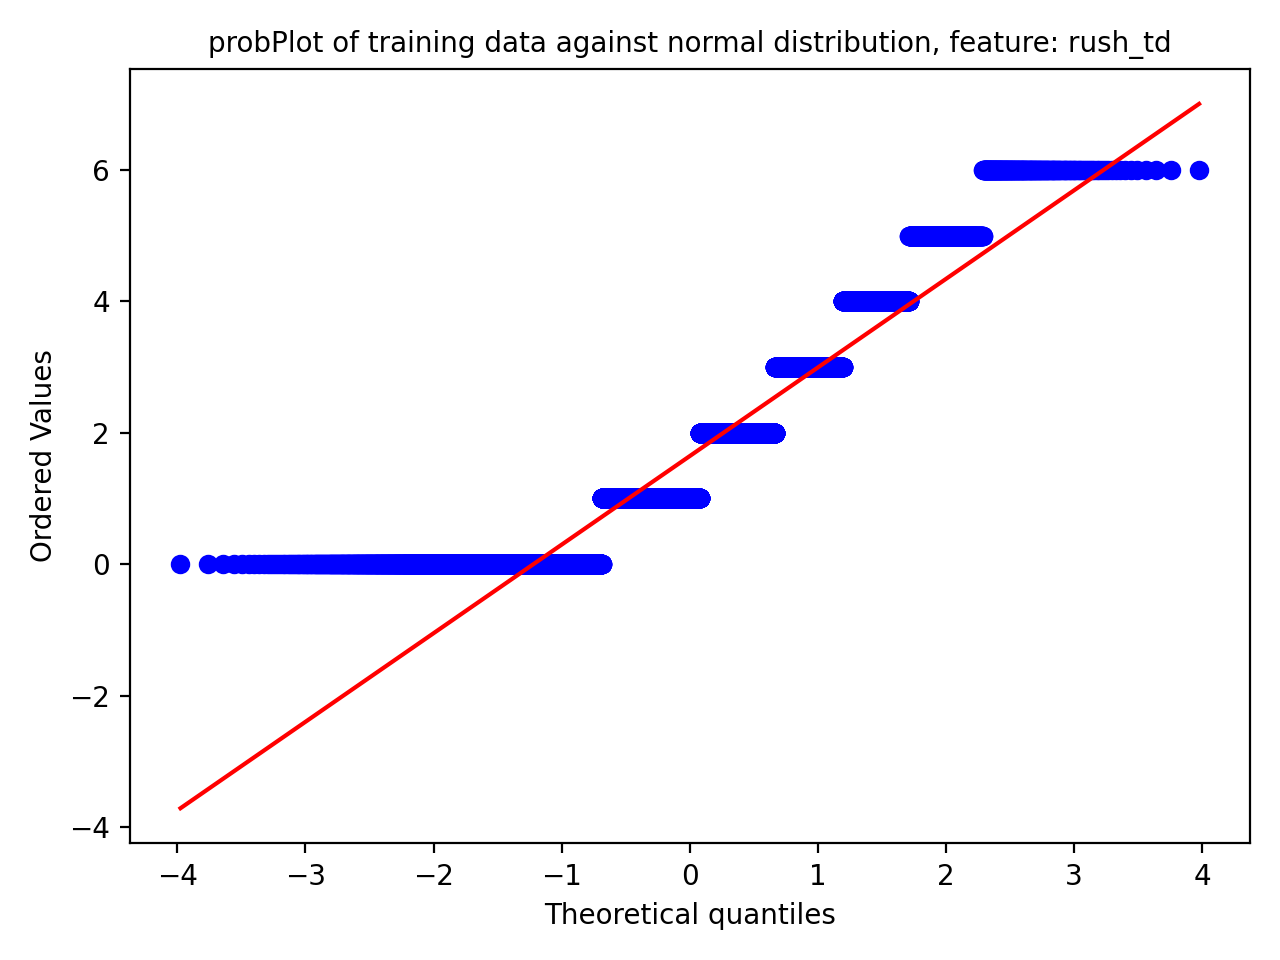 probPlot of training data against normal distribution, feature: rush_td
6
4
2
0
−2
−4
Ordered Values
−4 −3 −2 −1 0 1 2 3 4
Theoretical quantiles